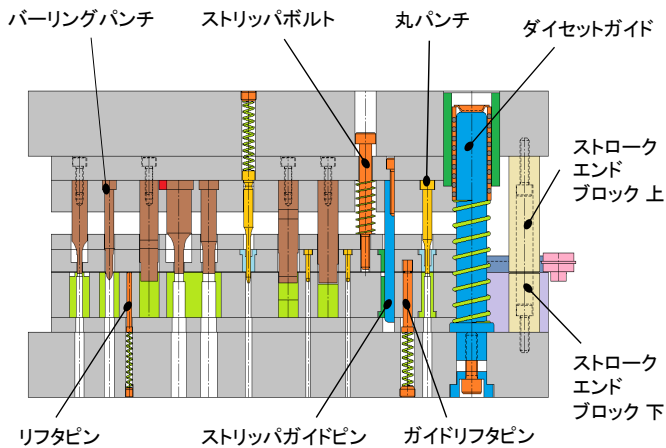 バーリングパンチ
ストリッパボルト
丸パンチ
ダイセットガイド
ストローク
エンド
ブロック 上
ストローク
エンド
ブロック 下
リフタピン
ストリッパガイドピン
ガイドリフタピン